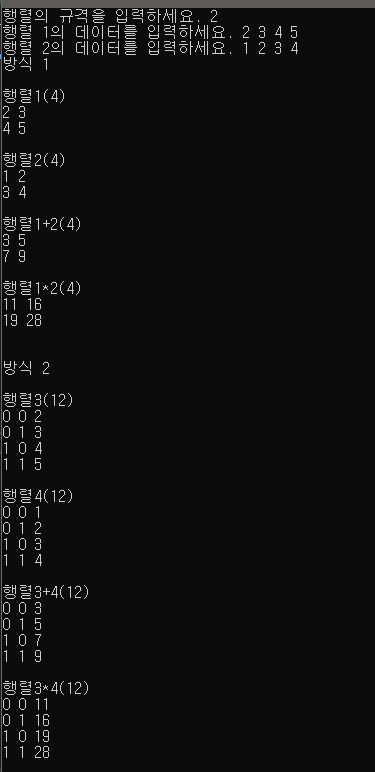 행렬의 규격을 입력하세요. 2
행렬 1의 데이터를 입력하세요. 2 3 4 5
행렬 2의 데이터를 입력하세요. 1 2 3 4
방식 1
행렬1(4)
2 3
4 5
행렬2(4)
1 2
3 4
행렬1+2(4)
3 5
7 9
행렬1*2(4)
11 16
19 28
방식 2
행렬3(12)
0 0 2
0 1 3
1 0 4
1 1 5
행렬4(12)
0 0 1
0 1 2
1 0 3
1 1 4
행렬3+4(12)
0 0 3
0 1 5
1 0 7
1 1 9
행렬3*4(12)
0 0 11
0 1 16
1 0 19
1 1 28